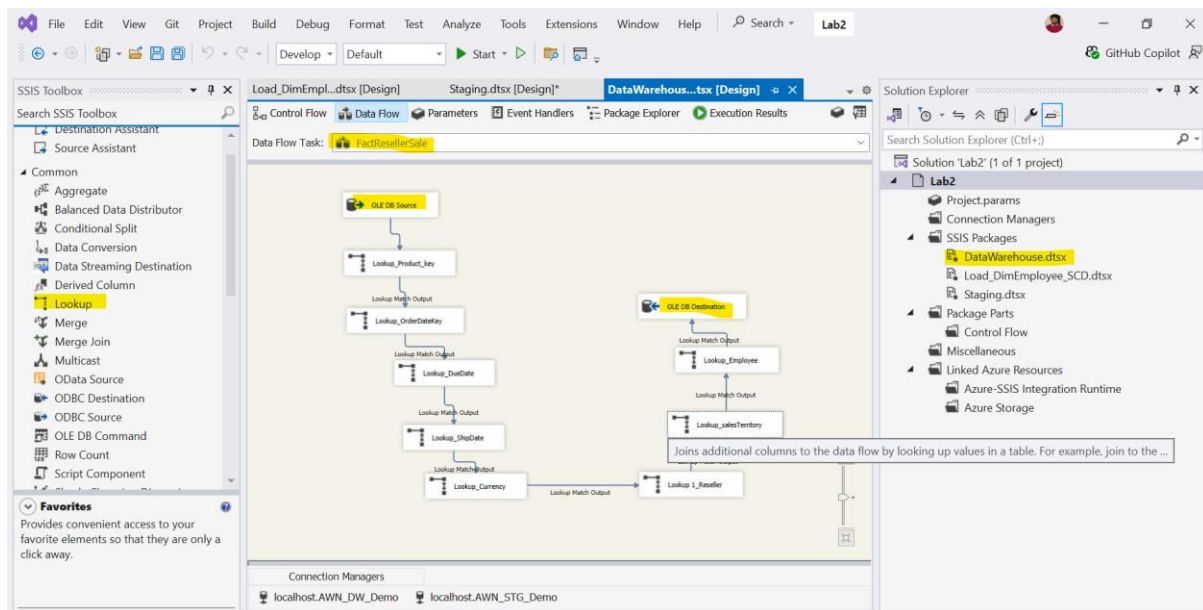 File Edit View Git Project Build Debug Format Test Analyze Tools Extensions Window Help Search Lab2
Develop Default Start GitHub Copilot
SSIS Toolbox
Search SSIS Toolbox
Destination Assistant
Source Assistant
Common
Aggregate
Balanced Data Distributor
Conditional Split
Data Conversion
Data Streaming Destination
Derived Column
Lookup
Merge
Merge Join
Multicast
OData Source
ODBC Destination
ODBC Source
OLE DB Command
Row Count
Script Component
Favorites
Provides convenient access to your
favorite elements so that they are only a
click away.
Load_DimEmpl...dtsx [Design] Staging.dtsx [Design]* DataWarehous...tsx [Design]
Control Flow Data Flow Parameters Event Handlers Package Explorer Execution Results
Data Flow Task: FactResellerSale
OLE DB Source
Lookup_Product_key
Lookup Match Output
Lookup_OrderDateKey
Lookup Match Output
Lookup_DueDate
Lookup Match Output
Lookup_ShipDate
Lookup Match Output
Lookup_Currency
Lookup Match Output
Lookup 1_Reseller
Lookup_salesTerritory
Joins additional columns to the data flow by looking up values in a table. For example, join to the ...
Lookup Match Output
Lookup_Employee
Lookup Match Output
OLE DB Destination
Connection Managers
localhost.AWN_DW_Demo localhost.AWN_STG_Demo
Solution Explorer
Search Solution Explorer (Ctrl+;)
Solution 'Lab2' (1 of 1 project)
Lab2
Project.params
Connection Managers
SSIS Packages
DataWarehouse.dtsx
Load_DimEmployee_SCD.dtsx
Staging.dtsx
Package Parts
Control Flow
Miscellaneous
Linked Azure Resources
Azure-SSIS Integration Runtime
Azure Storage